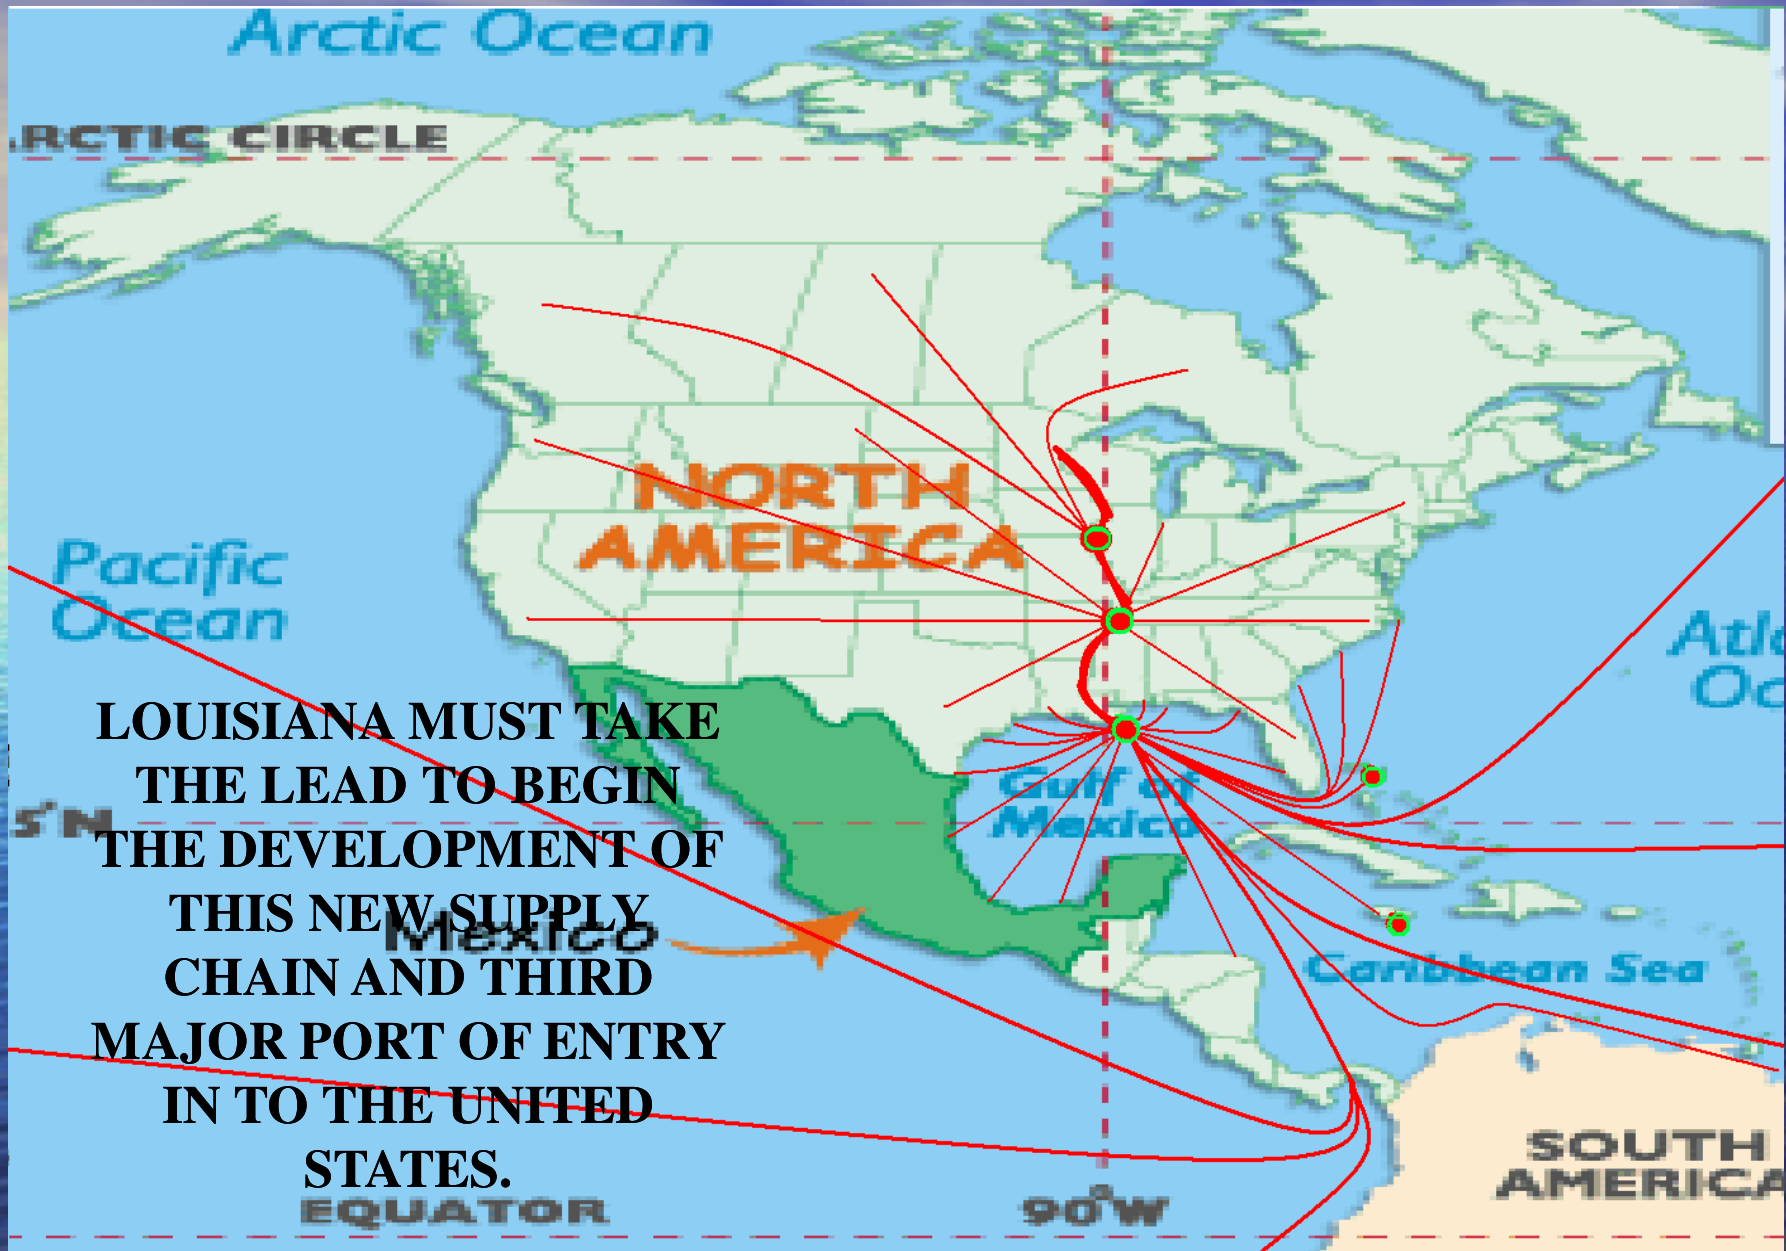 Arctic Ocean
RCTIC CIRCLE
NORTH
AMERICA
Pacific
Ocean
Atl
Oc
LOUISIANA MUST TAKE
THE LEAD TO BEGIN
THE DEVELOPMENT OF
THIS NEW SUPPLY
CHAIN AND THIRD
MAJOR PORT OF ENTRY
IN TO THE UNITED
STATES.
Gulf of
Mexico
5°N
Mexico
Caribbean Sea
SOUTH
AMERICA
EQUATOR
90°W